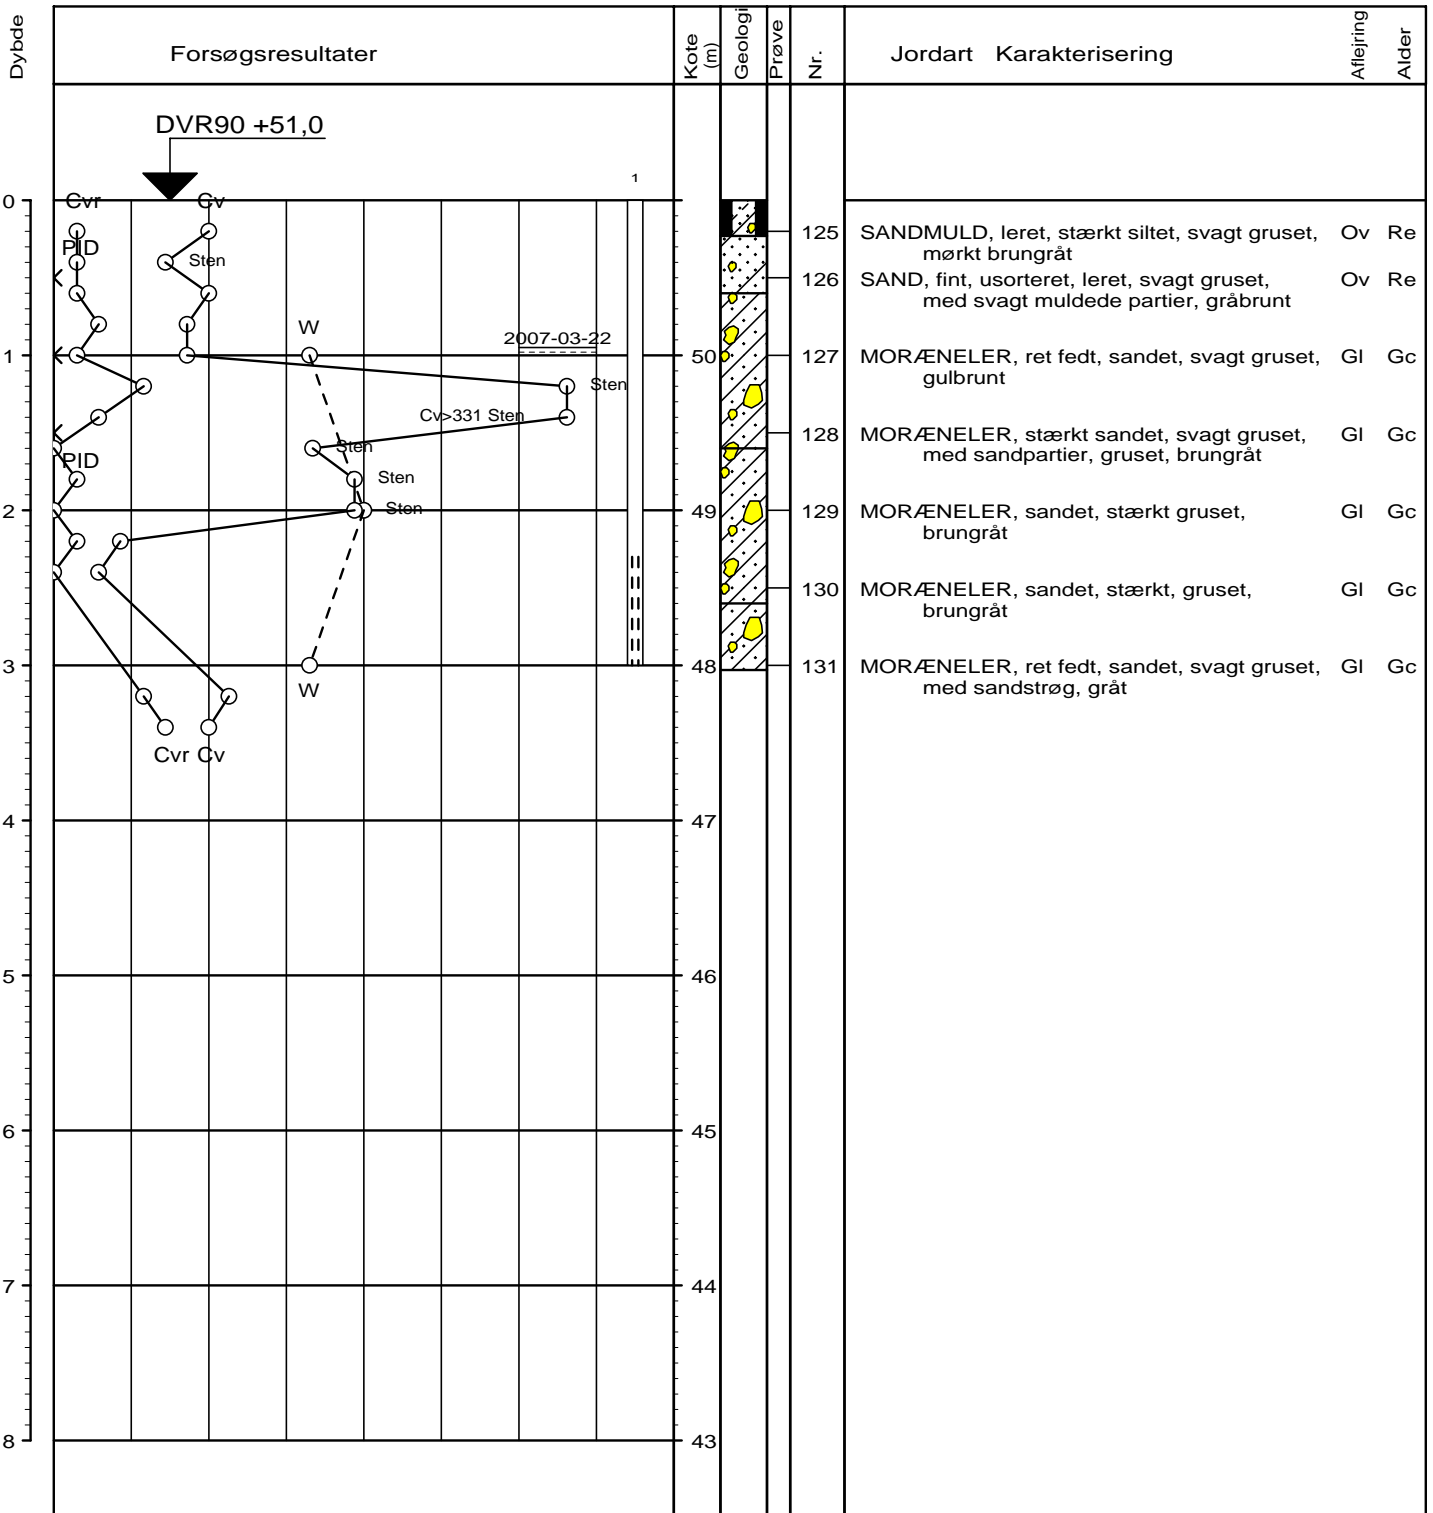 Dybde
Forsøgsresultater
Kote
(m)
Geologi
Prøve
Nr.
Jordart Karakterisering
Aflejring
Alder
DVR90 +51,0
1
0
Cvr
Cv
125 SANDMULD, leret, stærkt siltet, svagt gruset, Ov Re
mørkt brungråt
PID
Sten
126 SAND, fint, usorteret, leret, svagt gruset, Ov Re
med svagt muldede partier, gråbrunt
W
2007-03-22
1
50
127 MORÆNELER, ret fedt, sandet, svagt gruset, Gl Gc
gulbrunt
Sten
Cv>331 Sten
128 MORÆNELER, stærkt sandet, svagt gruset, Gl Gc
med sandpartier, gruset, brungråt
Sten
PID
Sten
2
Sten
49
129 MORÆNELER, sandet, stærkt gruset, Gl Gc
brungråt
130 MORÆNELER, sandet, stærkt, gruset, Gl Gc
brungråt
3
48
131 MORÆNELER, ret fedt, sandet, svagt gruset, Gl Gc
med sandstrøg, gråt
W
Cvr Cv
4
47
5
46
6
45
7
44
8
43